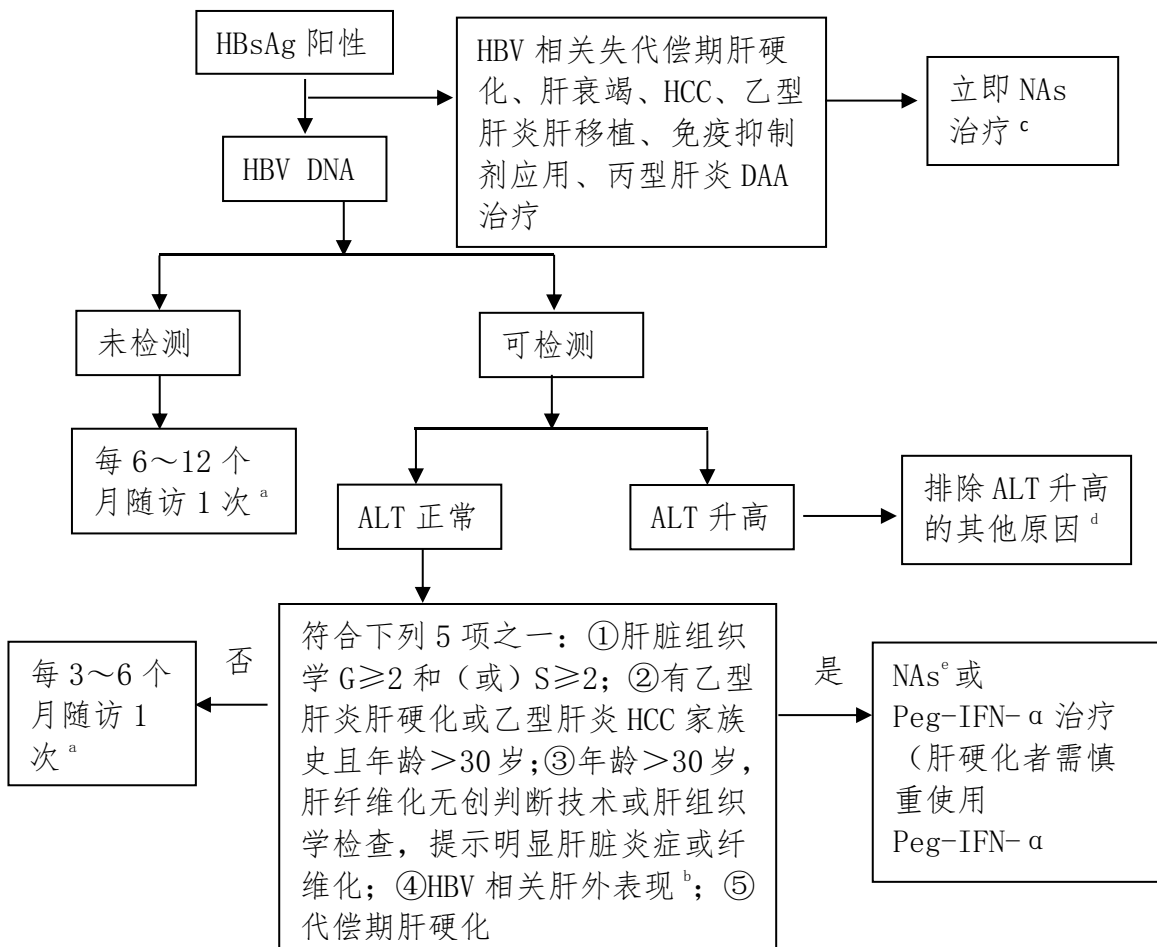 HBsAg 阳性
HBV 相关失代偿期肝硬
化、肝衰竭、HCC、乙型
肝炎肝移植、免疫抑制
剂应用、丙型肝炎 DAA
治疗
立即 NAs
治疗 c
HBV DNA
未检测
可检测
每 6～12 个
月随访 1 次 a
ALT 正常
ALT 升高
排除 ALT 升高
的其他原因 d
每 3～6 个
月随访 1
次 a
否
符合下列 5 项之一：①肝脏组织
学 G≥2 和（或）S≥2；②有乙型
肝炎肝硬化或乙型肝炎 HCC 家族
史且年龄＞30 岁；③年龄＞30 岁，
肝纤维化无创判断技术或肝组织
学检查，提示明显肝脏炎症或纤
维化；④HBV 相关肝外表现 b；⑤
代偿期肝硬化
是
NAs e 或
Peg-IFN-α 治疗
（肝硬化者需慎
重使用
Peg-IFN-α